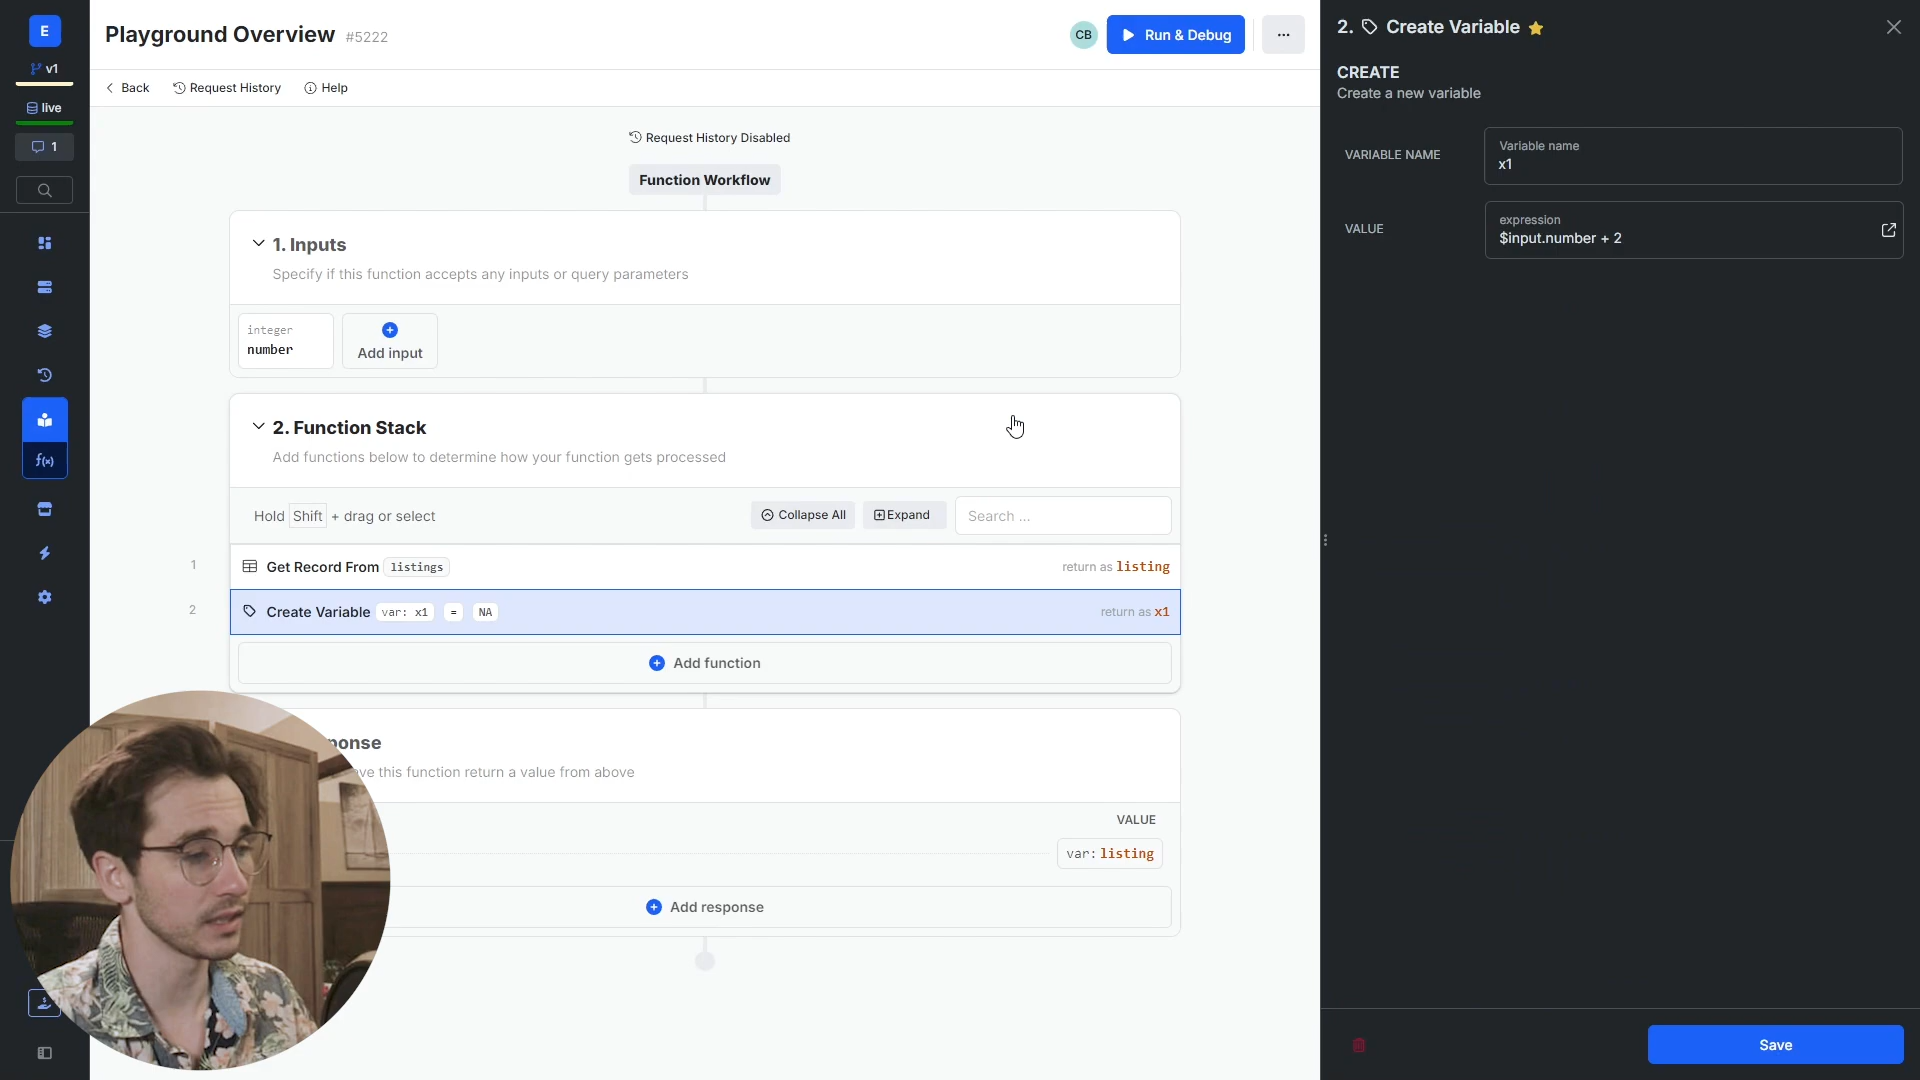 E
v1
live
1
Playground Overview #5222
CB
Run & Debug
...
Back
Request History
Help
Request History Disabled
Function Workflow
1. Inputs
Specify if this function accepts any inputs or query parameters
integer
number
Add input
2. Function Stack
Add functions below to determine how your function gets processed
Hold Shift + drag or select
Collapse All
Expand
Search ...
1
Get Record From listings
return as listing
2
Create Variable var: x1 = NA
return as x1
Add function
ponse
ve this function return a value from above
VALUE
var: listing
Add response
f(x)
2. Create Variable
CREATE
Create a new variable
VARIABLE NAME
Variable name
x1
VALUE
expression
$input.number + 2
Save